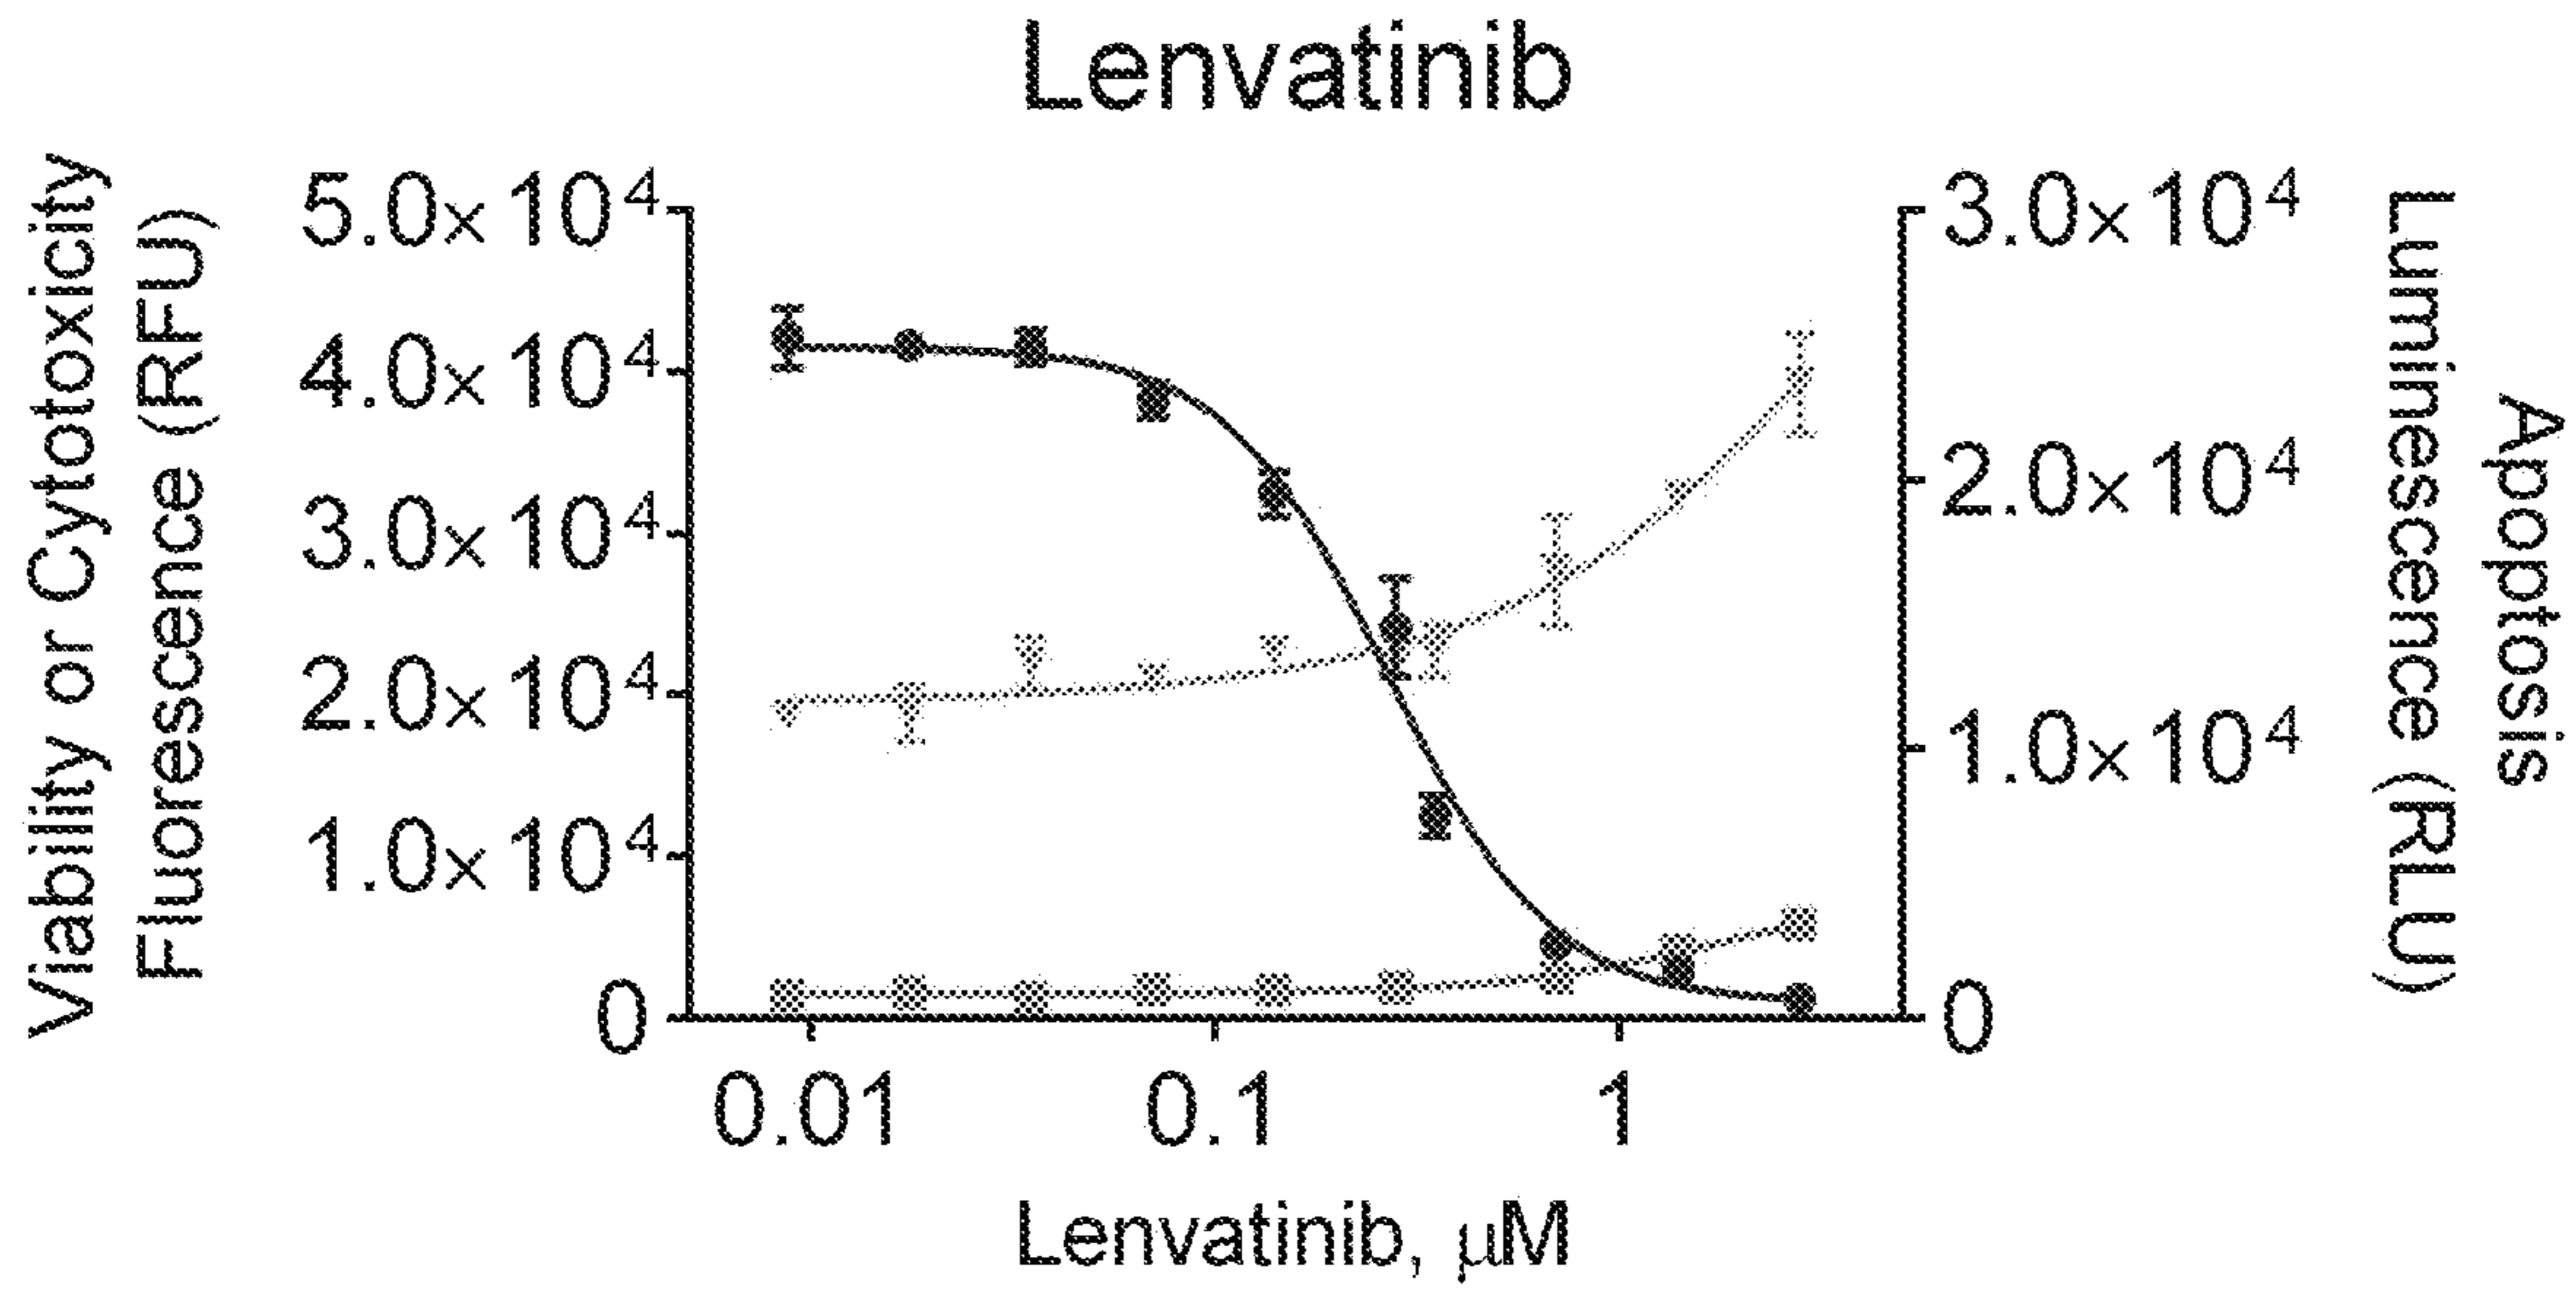 Lenvatinib
Viability or Cytotoxicity
Fluorescence (RFU)
5.0×10⁴
4.0×10⁴
3.0×10⁴
2.0×10⁴
1.0×10⁴
0
3.0×10⁴
2.0×10⁴
1.0×10⁴
0
Apoptosis
Luminescence (RLU)
0.01
0.1
1
Lenvatinib, μM